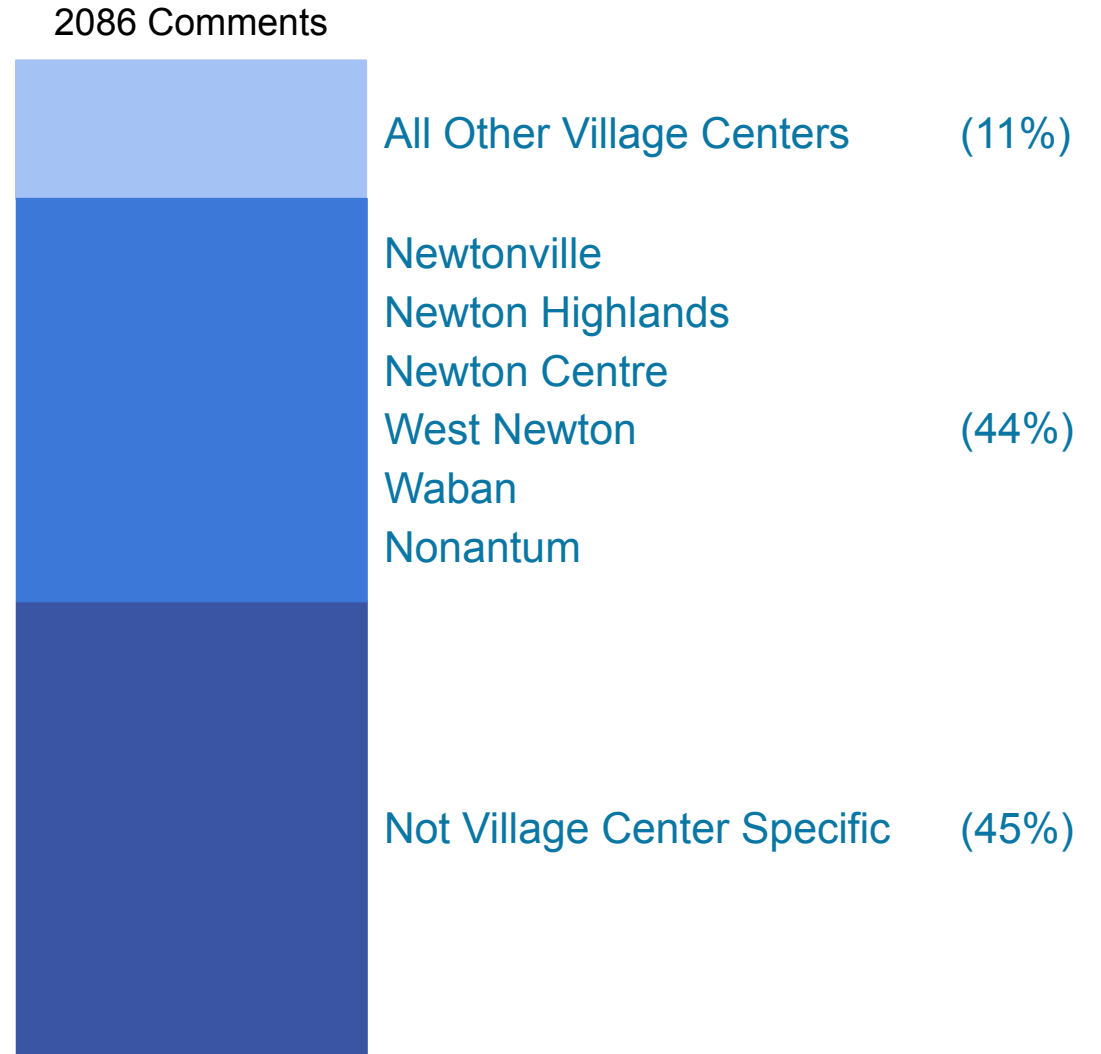 2086 Comments
All Other Village Centers (11%)
Newtonville
Newton Highlands
Newton Centre
West Newton (44%)
Waban
Nonantum
Not Village Center Specific (45%)